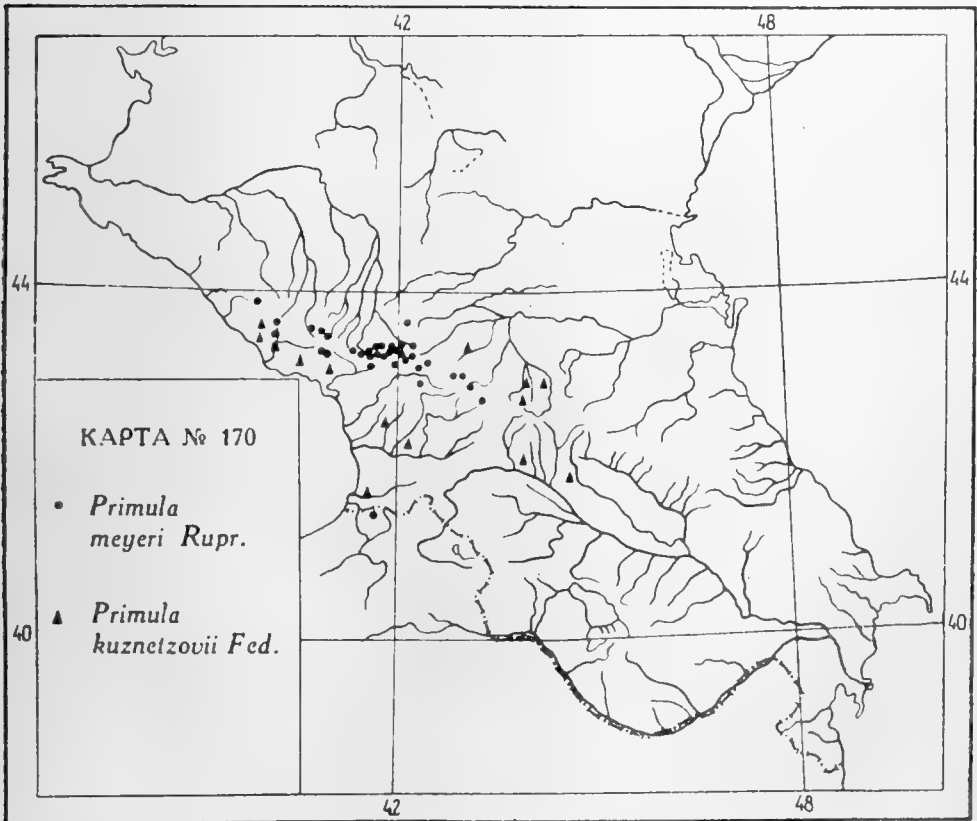 42 48
44 44
КАРТА № 170
Primula
meyeri Rupr.
40 40
Primula
kuznetzovii Fed.
42 48